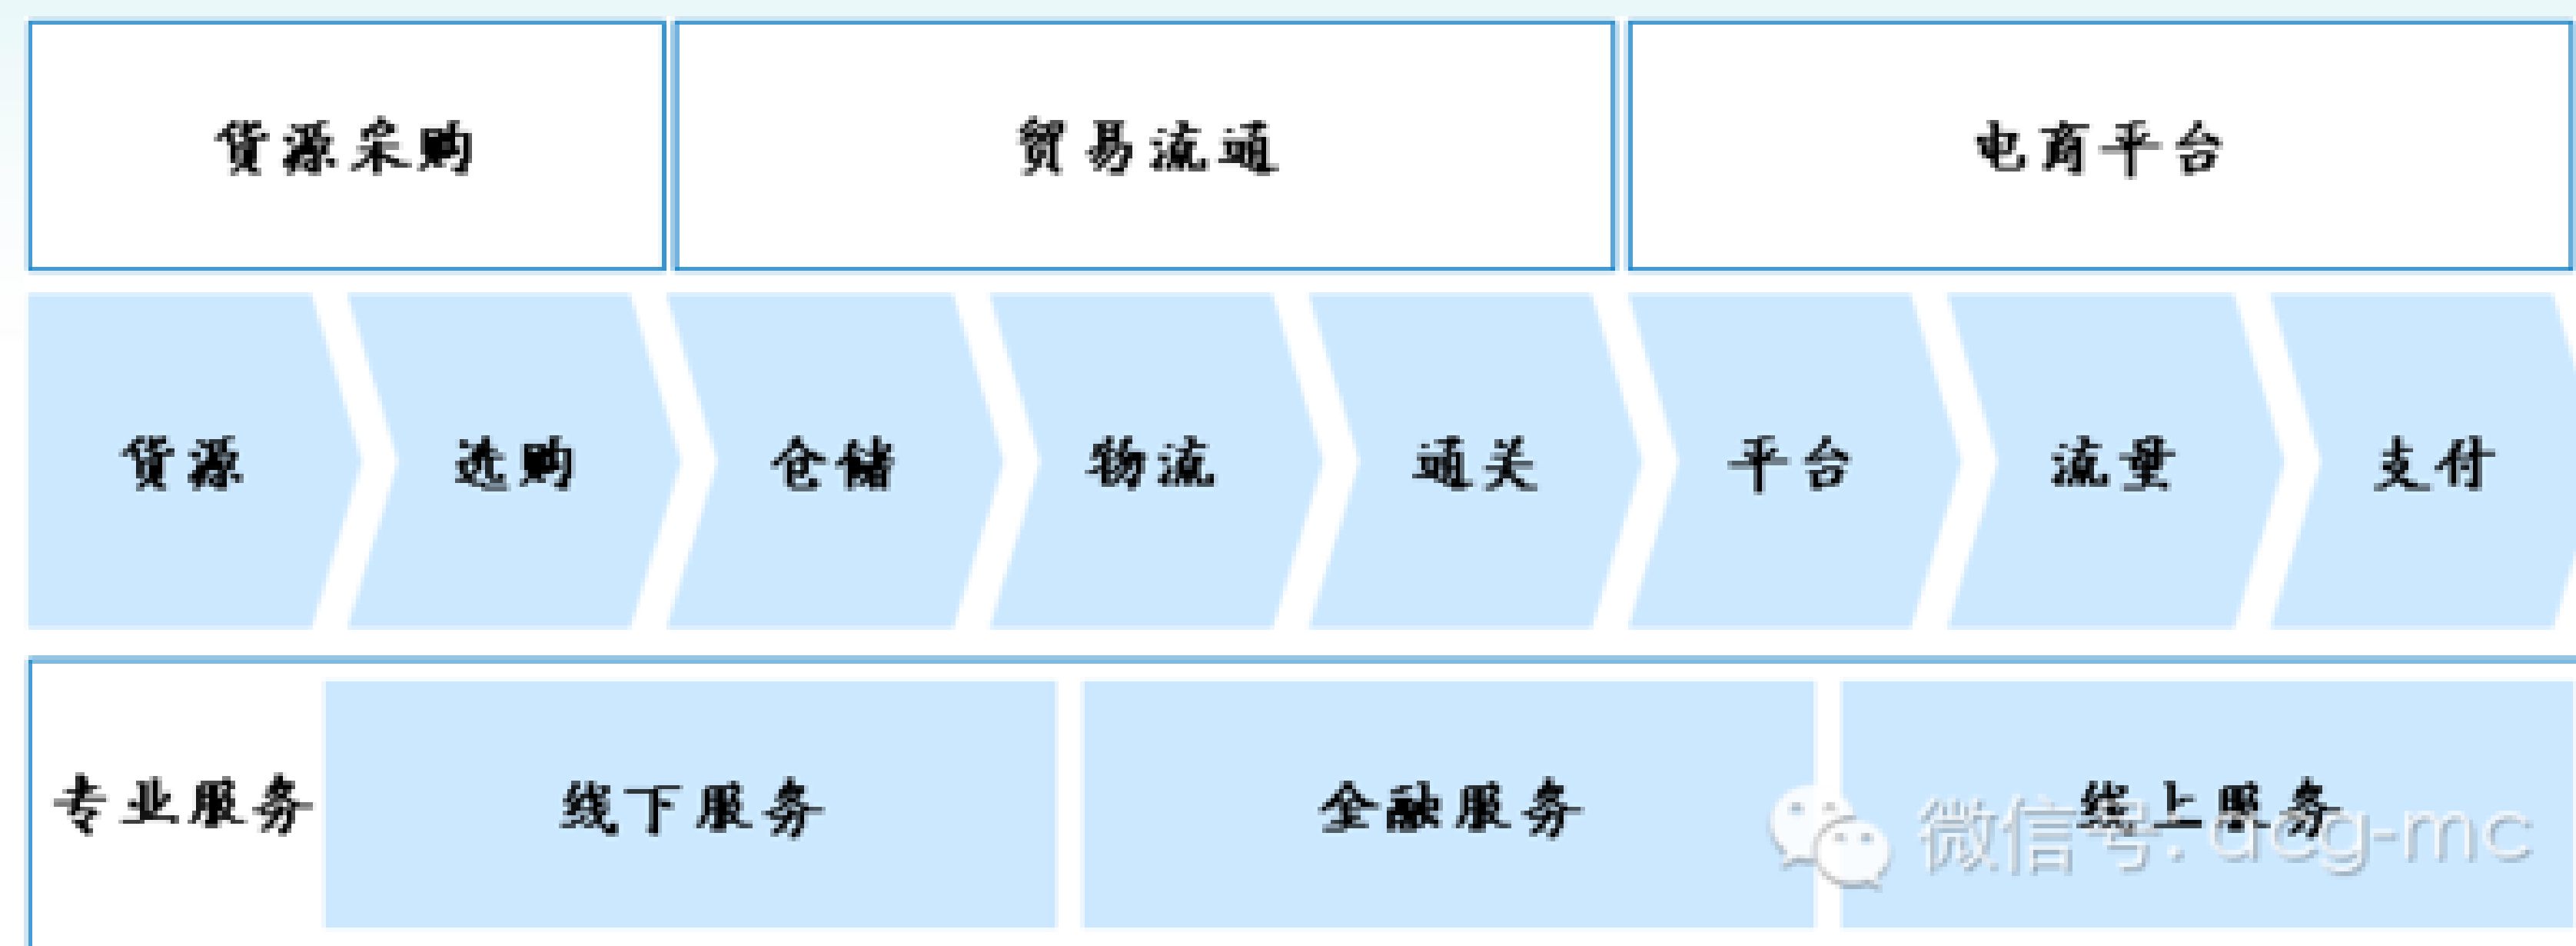 货源采购 贸易流通 电商平台
货源 选购 仓储 物流 通关 平台 流量 支付
专业服务 线下服务 金融服务 线上服务
微信号: dcg-mc